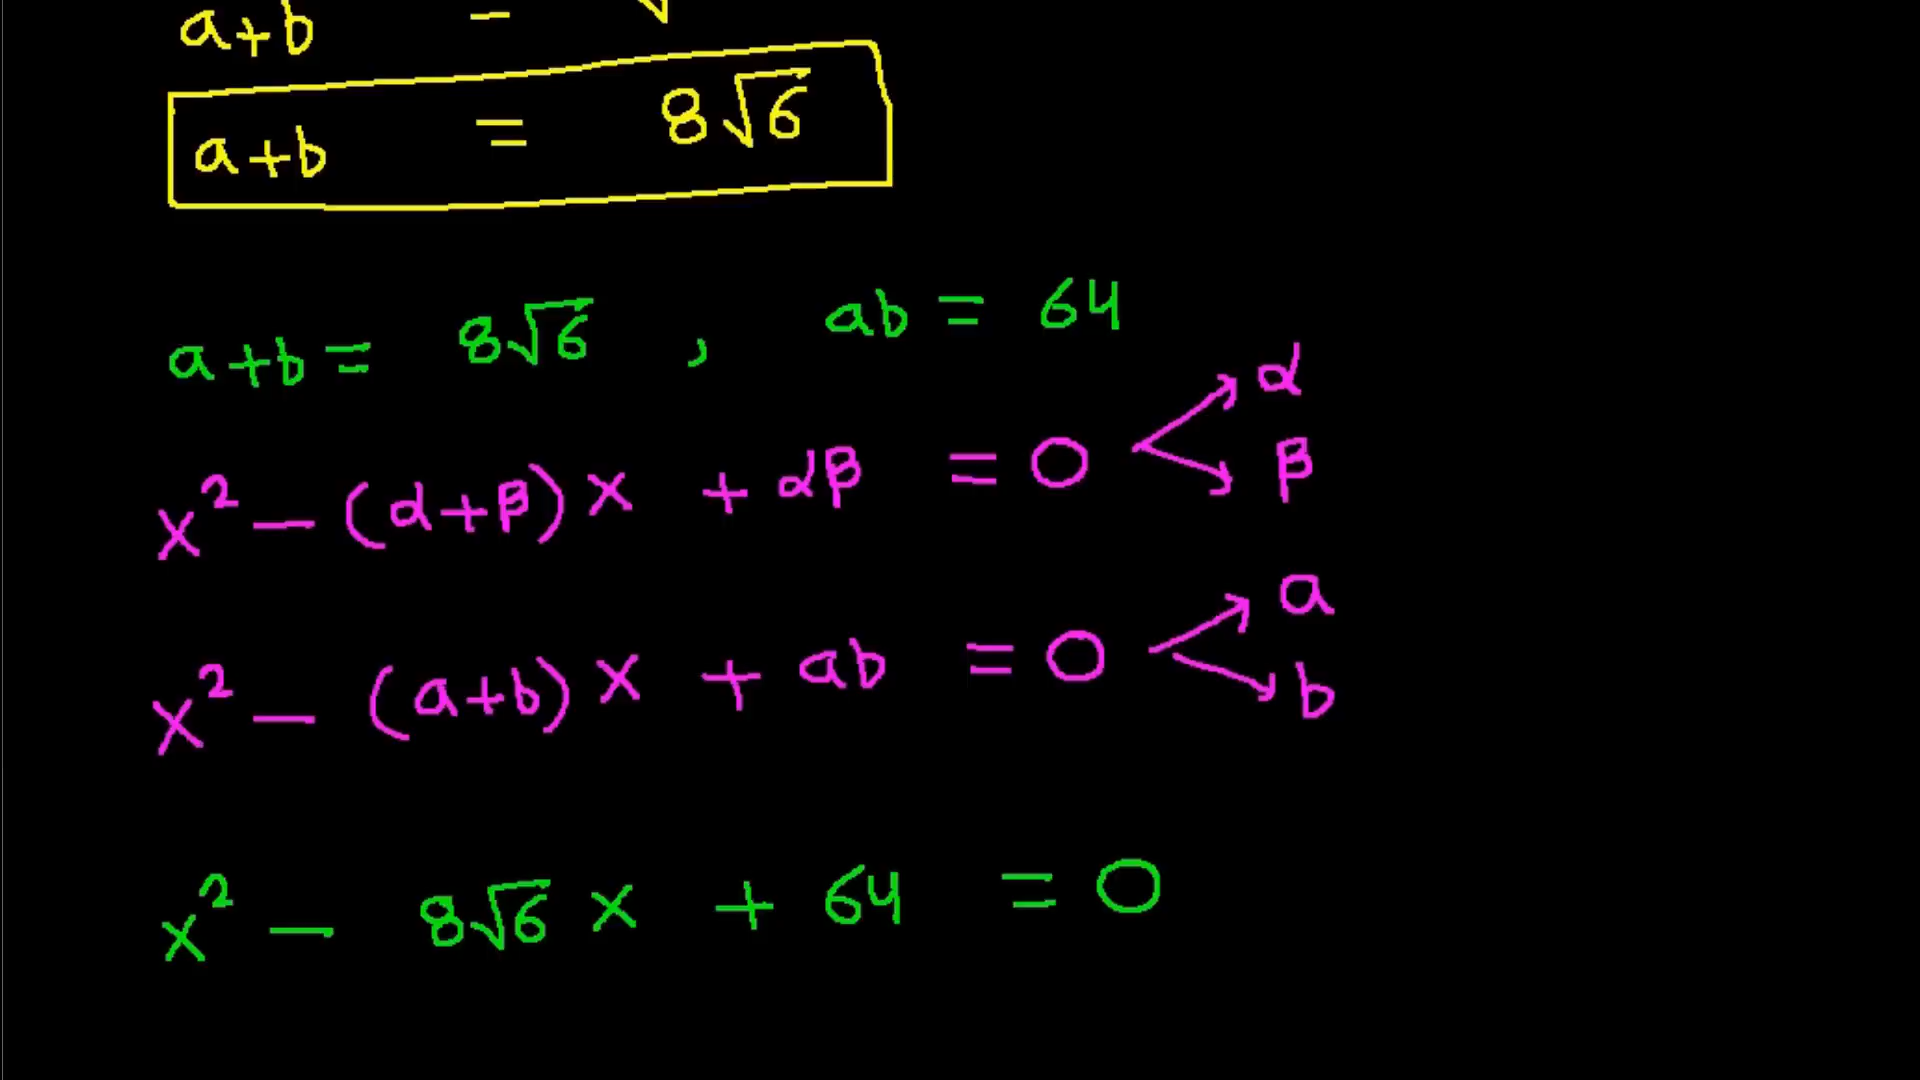 a+b = √
a+b = 8√6
a+b = 8√6 , ab = 64
x² - (α+β)x + αβ = 0 α β
x² - (a+b)x + ab = 0 a b
x² - 8√6 x + 64 = 0